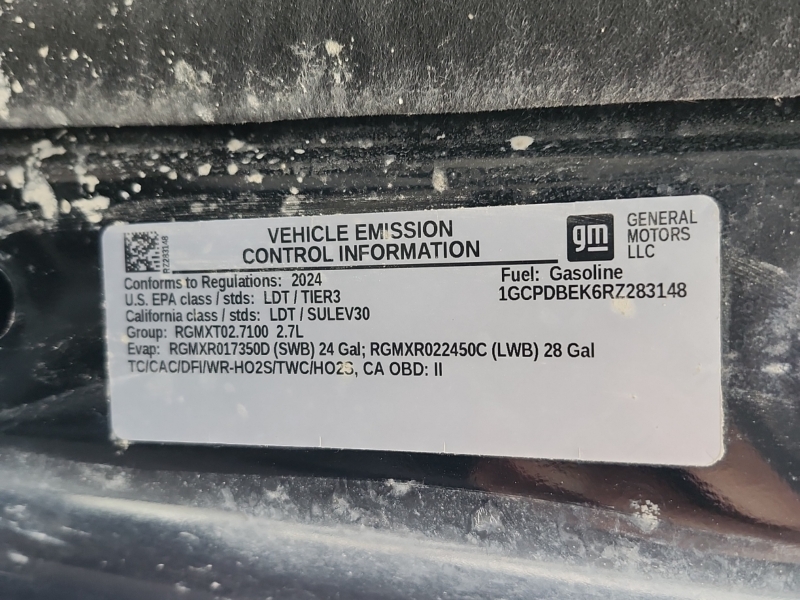 VEHICLE EMISSION
CONTROL INFORMATION
gm
GENERAL
MOTORS
LLC
RZ283148
Conforms to Regulations: 2024
U.S. EPA class / stds: LDT / TIER3
California class / stds: LDT / SULEV30
Group: RGMXT02.7100 2.7L
Fuel: Gasoline
1GCPDBEK6RZ283148
Evap: RGMXR017350D (SWB) 24 Gal; RGMXR022450C (LWB) 28 Gal
TC/CAC/DFI/WR-HO2S/TWC/HO2S, CA OBD: II